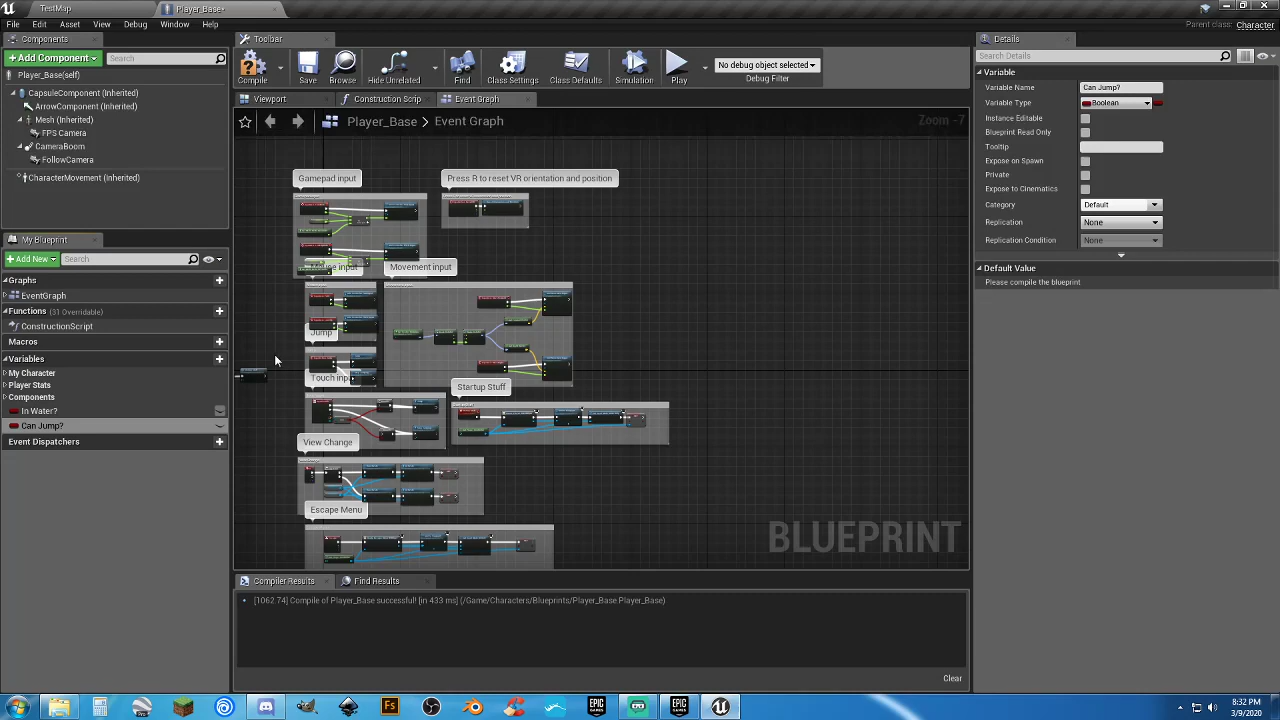 TestMap
Player_Base*
File
Edit
Asset
View
Debug
Window
Help
Parent class: Character
Components
+Add Component
Search
Player_Base(self)
CapsuleComponent (Inherited)
ArrowComponent (Inherited)
Mesh (Inherited)
FPS Camera
CameraBoom
FollowCamera
CharacterMovement (Inherited)
My Blueprint
+Add New
Search
Graphs
EventGraph
Functions (31 Overridable)
ConstructionScript
Macros
Variables
My Character
Player Stats
Components
In Water?
Can Jump?
Event Dispatchers
Toolbar
Compile
Save
Browse
Hide Unrelated
Find
Class Settings
Class Defaults
Simulation
Play
No debug object selected
Debug Filter
Viewport
Construction Scrip
Event Graph
Player_Base > Event Graph
Zoom -7
Gamepad input
Press R to reset VR orientation and position
Movement input
Jump
Touch inpu
Startup Stuff
View Change
Escape Menu
BLUEPRINT
Compiler Results
Find Results
[1062.74] Compile of Player_Base successful! [in 433 ms] (/Game/Characters/Blueprints/Player_Base.Player_Base)
Clear
Details
Search Details
Variable
Variable Name
Can Jump?
Variable Type
Boolean
Instance Editable
Blueprint Read Only
Tooltip
Expose on Spawn
Private
Expose to Cinematics
Category
Default
Replication
None
Replication Condition
None
Default Value
Please compile the blueprint
Fs
EPIC GAMES
EPIC GAMES
8:32 PM
3/9/2020